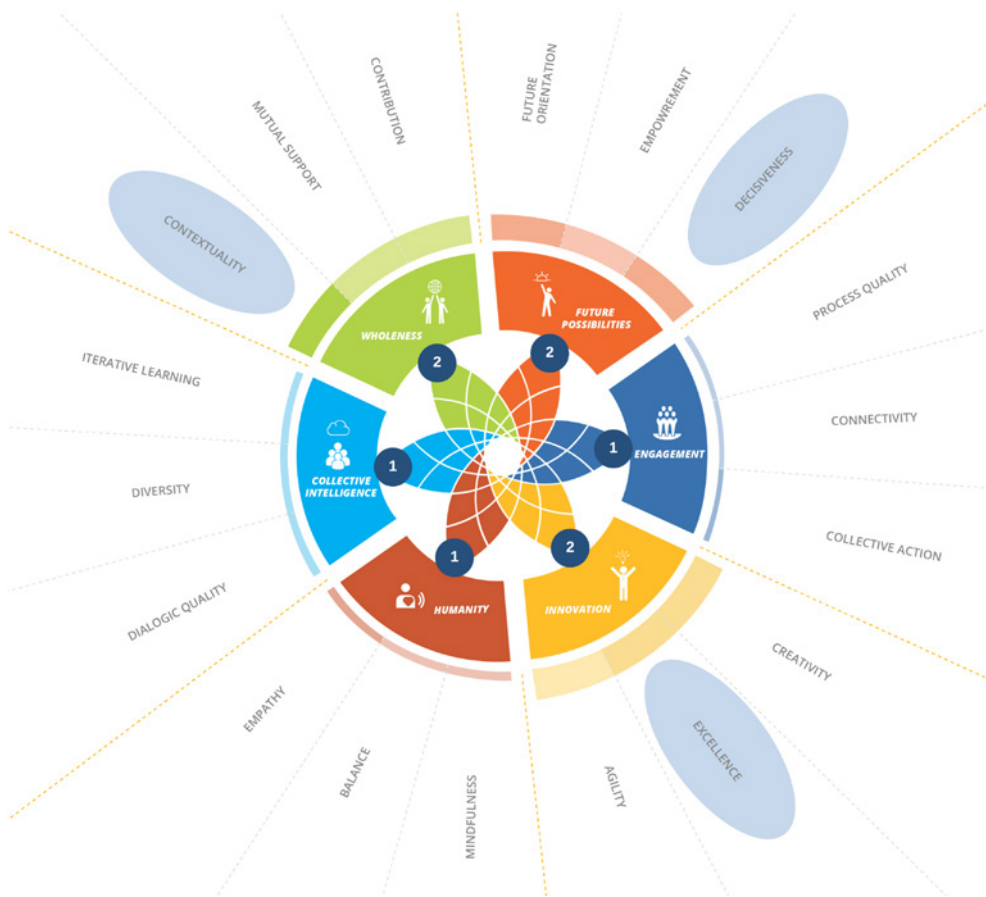 FUTURE
ORIENTATION
EMPOWREMENT
DECISIVENESS
PROCESS QUALITY
CONNECTIVITY
COLLECTIVE ACTION
CREATIVITY
EXCELLENCE
AGILITY
MINDFULNESS
BALANCE
EMPATHY
DIALOGIC QUALITY
DIVERSITY
ITERATIVE LEARNING
CONTEXTUALITY
MUTUAL SUPPORT
CONTRIBUTION
FUTURE
POSSIBILITIES
2
ENGAGEMENT
1
INNOVATION
2
HUMANITY
1
COLLECTIVE
INTELLIGENCE
1
WHOLENESS
2